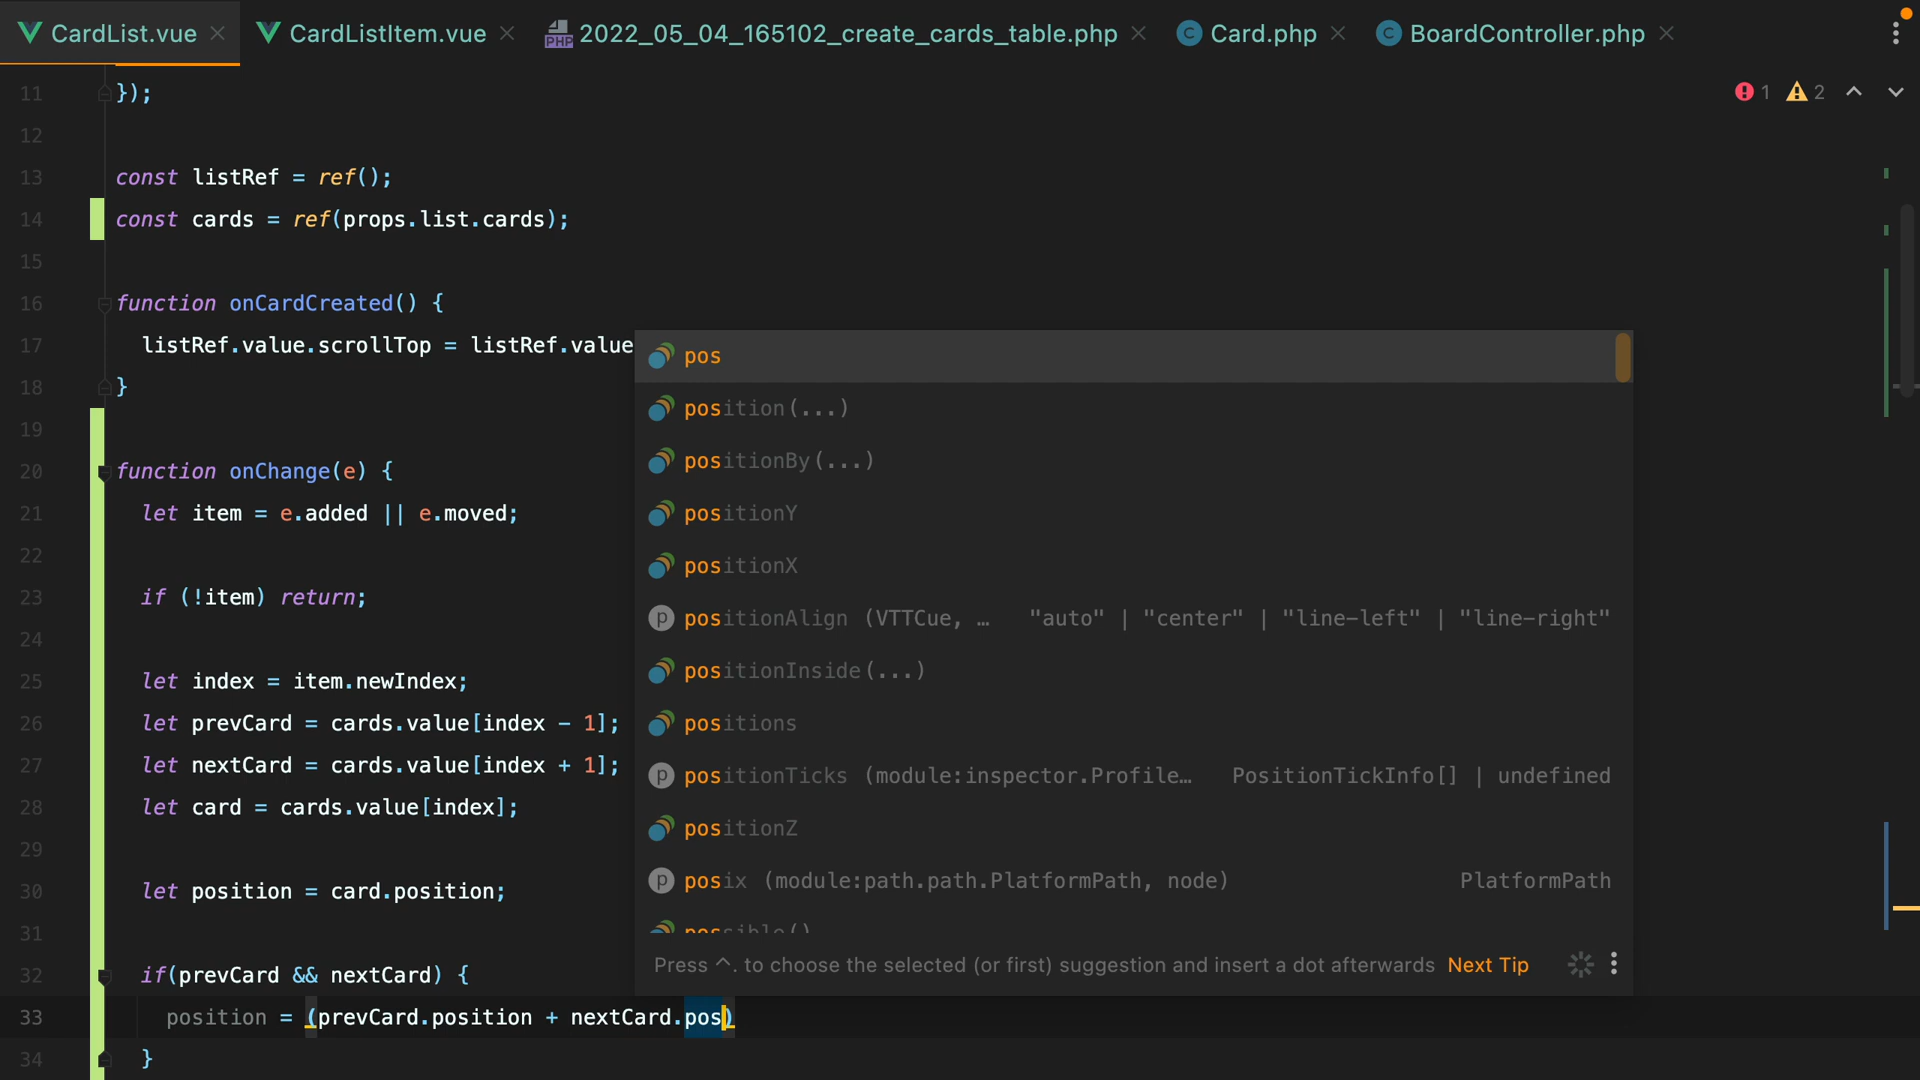 CardList.vue CardListItem.vue PHP 2022_05_04_165102_create_cards_table.php C Card.php C BoardController.php
11 });
1 2
12
13 const listRef = ref();
14 const cards = ref(props.list.cards);
15
16 function onCardCreated() {
17 listRef.value.scrollTop = listRef.value
18 }
19
20 function onChange(e) {
21 let item = e.added || e.moved;
22
23 if (!item) return;
24
25 let index = item.newIndex;
26 let prevCard = cards.value[index - 1];
27 let nextCard = cards.value[index + 1];
28 let card = cards.value[index];
29
30 let position = card.position;
31
32 if(prevCard && nextCard) {
33 position = (prevCard.position + nextCard.pos)
34 }
pos
position(...)
positionBy(...)
positionY
positionX
p positionAlign (VTTCue, … "auto" | "center" | "line-left" | "line-right"
positionInside(...)
positions
p positionTicks (module:inspector.Profile… PositionTickInfo[] | undefined
positionZ
p posix (module:path.path.PlatformPath, node) PlatformPath
possible()
Press ^. to choose the selected (or first) suggestion and insert a dot afterwards Next Tip